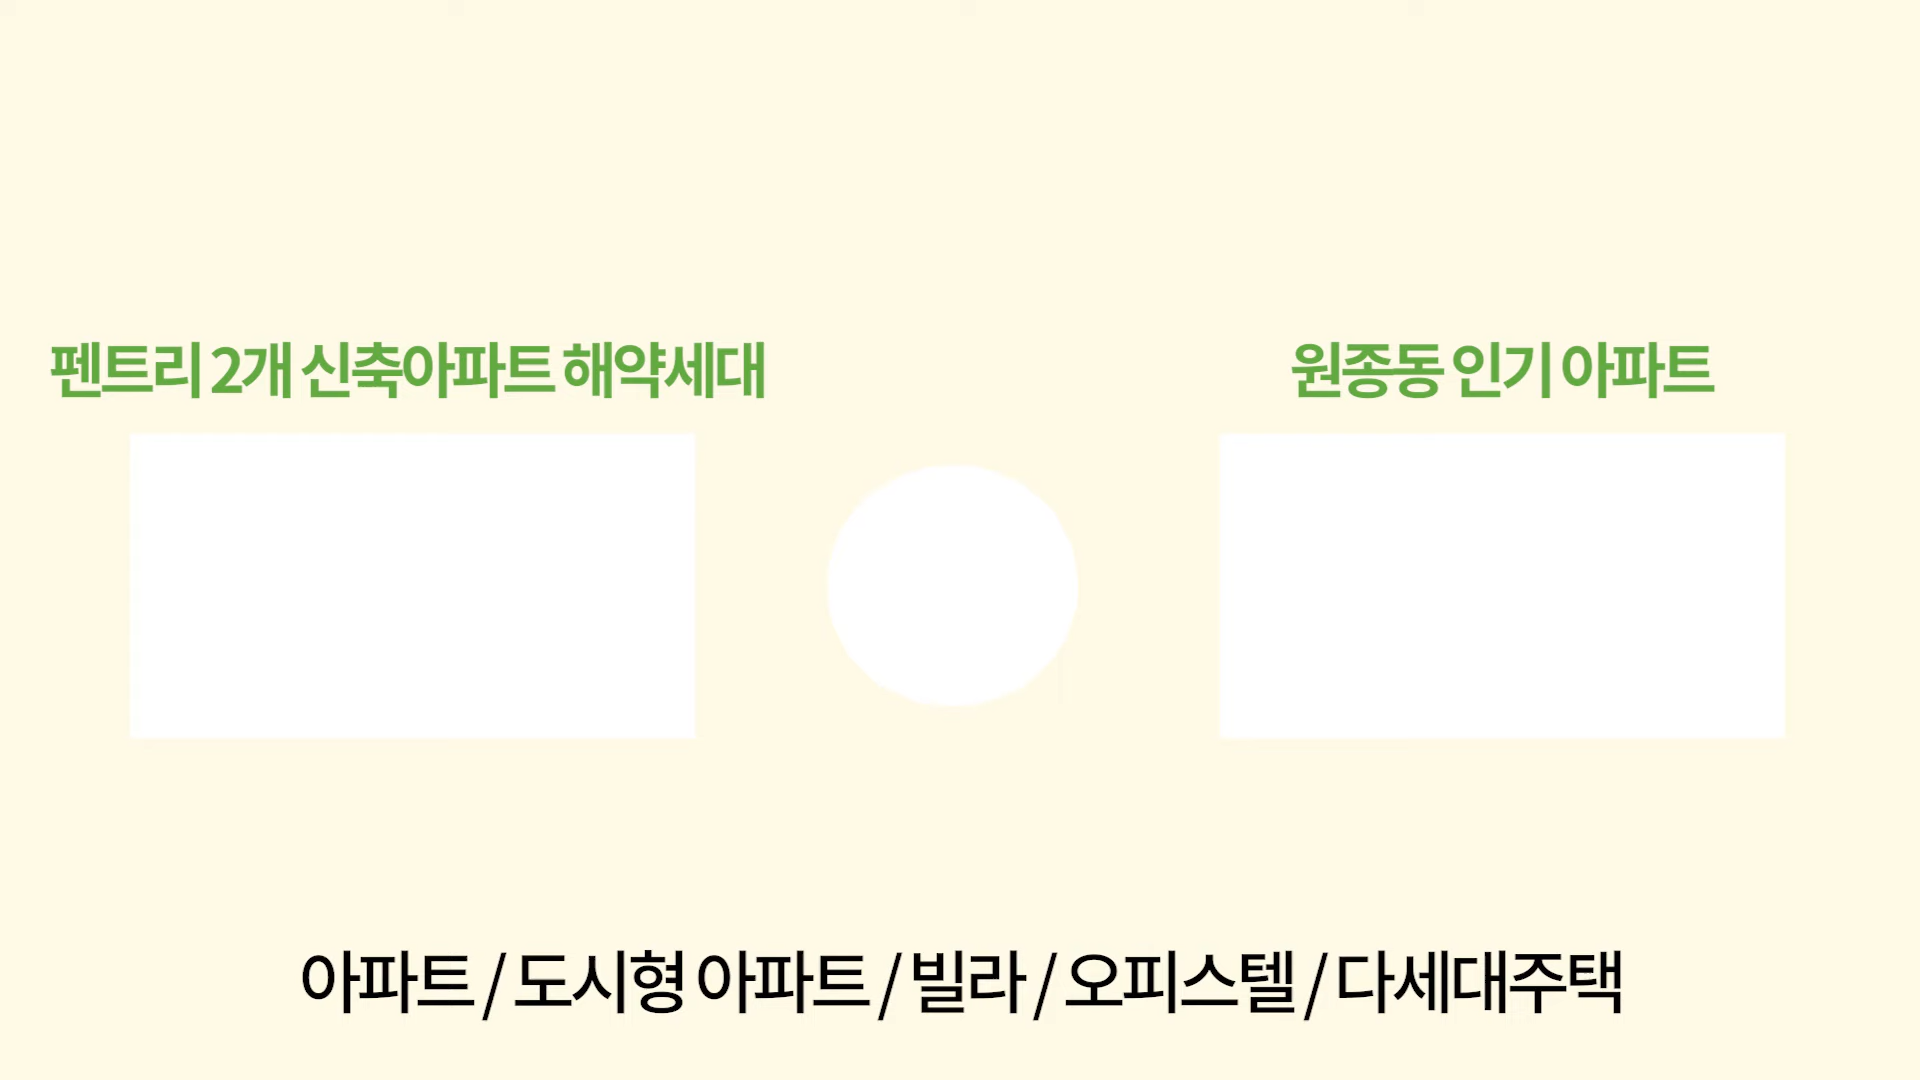 펜트리 2개 신축아파트 해약세대
원종동 인기 아파트
아파트 / 도시형 아파트 / 빌라 / 오피스텔 / 다세대주택